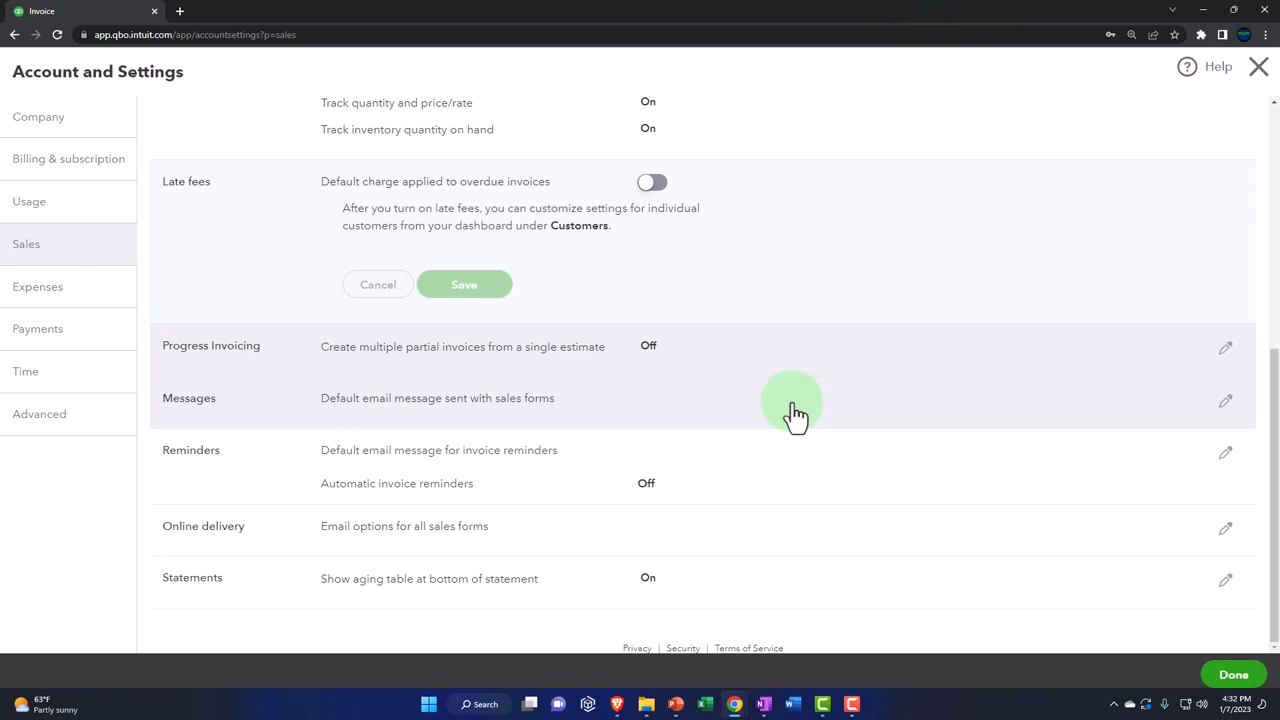 Invoice
app.qbo.intuit.com/app/accountsettings?p=sales
Account and Settings
Help
Company
Billing & subscription
Usage
Sales
Expenses
Payments
Time
Advanced
Track quantity and price/rate On
Track inventory quantity on hand On
Late fees Default charge applied to overdue invoices
After you turn on late fees, you can customize settings for individual
customers from your dashboard under Customers.
Cancel Save
Progress Invoicing Create multiple partial invoices from a single estimate Off
Messages Default email message sent with sales forms
Reminders Default email message for invoice reminders
Automatic invoice reminders Off
Online delivery Email options for all sales forms
Statements Show aging table at bottom of statement On
Privacy | Security | Terms of Service
Done
63°F
Partly sunny
Search
4:32 PM
1/7/2023